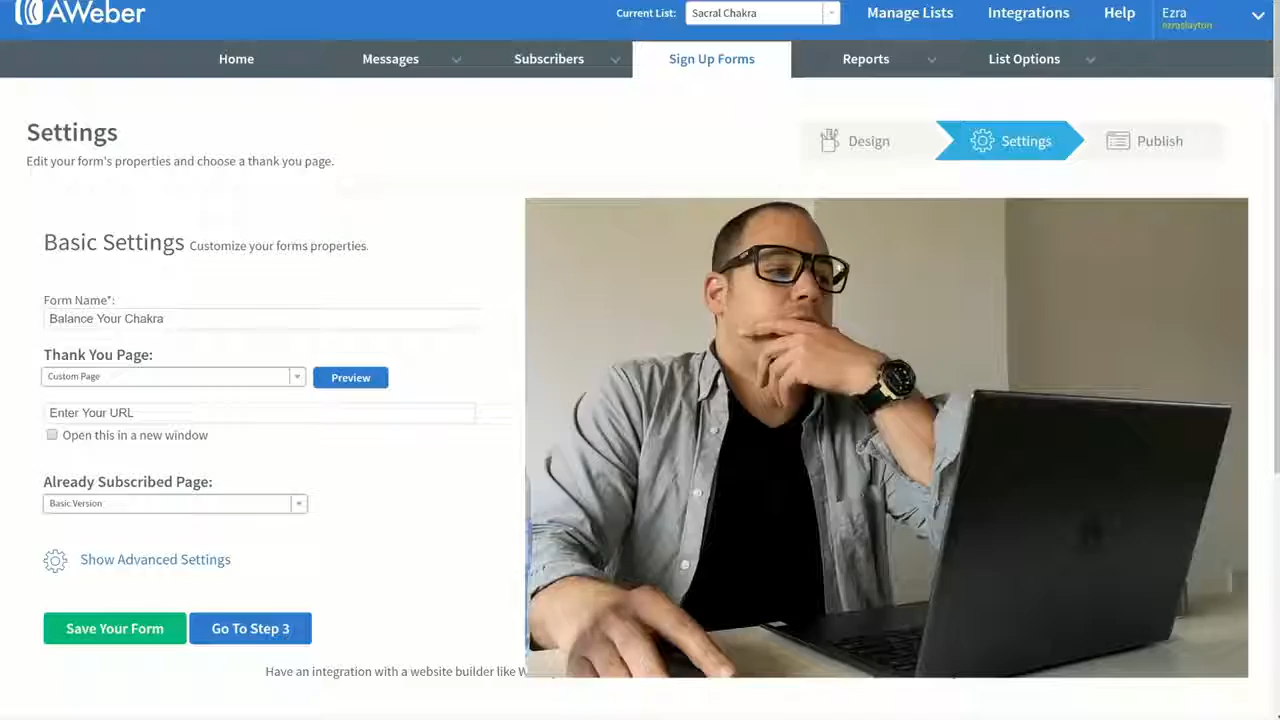 AWeber
Current List: Sacral Chakra Manage Lists Integrations Help Ezra
ezraslayton
Home Messages Subscribers Sign Up Forms Reports List Options
Settings
Design Settings Publish
Edit your form's properties and choose a thank you page.
Basic Settings Customize your forms properties.
Form Name*:
Balance Your Chakra
Thank You Page:
Custom Page Preview
Enter Your URL
Open this in a new window
Already Subscribed Page:
Basic Version
Show Advanced Settings
Save Your Form Go To Step 3
Have an integration with a website builder like